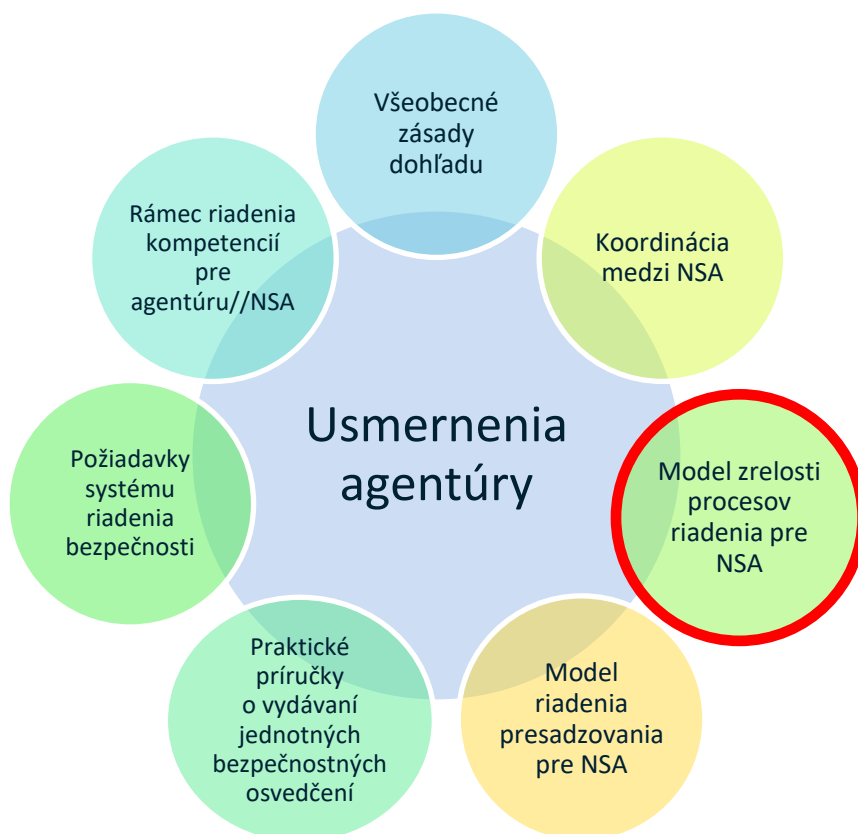 Všeobecné
zásady
dohľadu
Koordinácia
medzi NSA
Model zrelosti
procesov
riadenia pre
NSA
Model
riadenia
presadzovania
pre NSA
Praktické
príručky
o vydávaní
jednotných
bezpečnostných
osvedčení
Požiadavky
systému
riadenia
bezpečnosti
Rámec riadenia
kompetencií
pre
agentúru//NSA
Usmernenia
agentúry